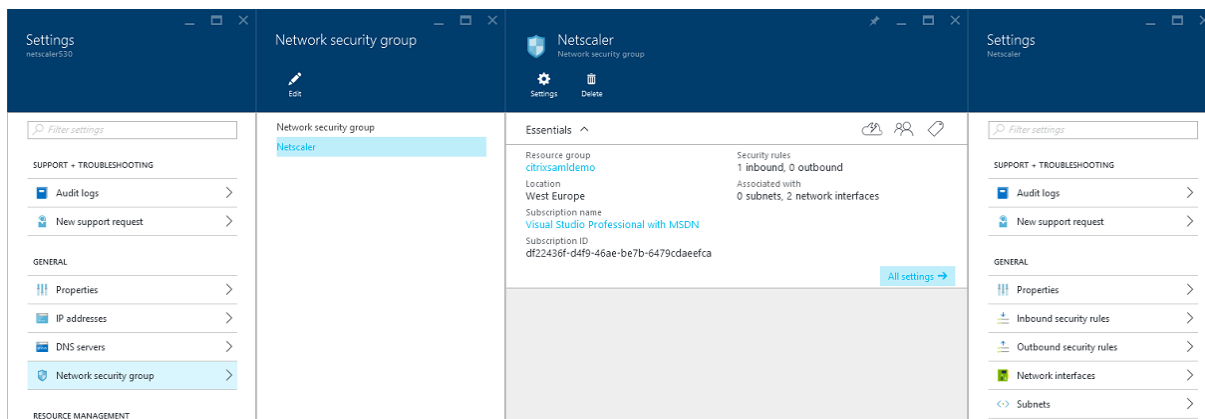 Settings
netscaler530
Filter settings
SUPPORT + TROUBLESHOOTING
Audit logs
New support request
GENERAL
Properties
IP addresses
DNS servers
Network security group
RESOURCE MANAGEMENT
Network security group
Edit
Network security group
Netscaler
Netscaler
Network security group
Settings
Delete
Essentials
Resource group
citrixsamldemo
Location
West Europe
Subscription name
Visual Studio Professional with MSDN
Subscription ID
df22436f-d4f9-46ae-be7b-6479cdaeefca
Security rules
1 inbound, 0 outbound
Associated with
0 subnets, 2 network interfaces
All settings
Settings
Netscaler
Filter settings
SUPPORT + TROUBLESHOOTING
Audit logs
New support request
GENERAL
Properties
Inbound security rules
Outbound security rules
Network interfaces
Subnets